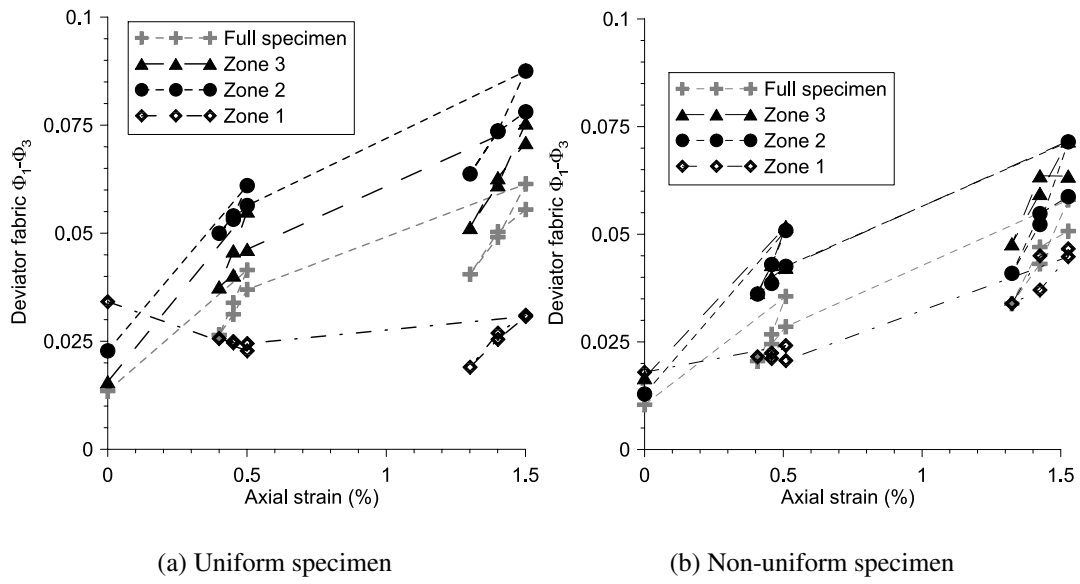 0.1
0.075
0.05
0.025
0
Deviator fabric Φ1-Φ3
Full specimen
Zone 3
Zone 2
Zone 1
0
0.5
1
1.5
Axial strain (%)
(a) Uniform specimen
0.1
0.075
0.05
0.025
0
Deviator fabric Φ1-Φ3
Full specimen
Zone 3
Zone 2
Zone 1
0
0.5
1
1.5
Axial strain (%)
(b) Non-uniform specimen